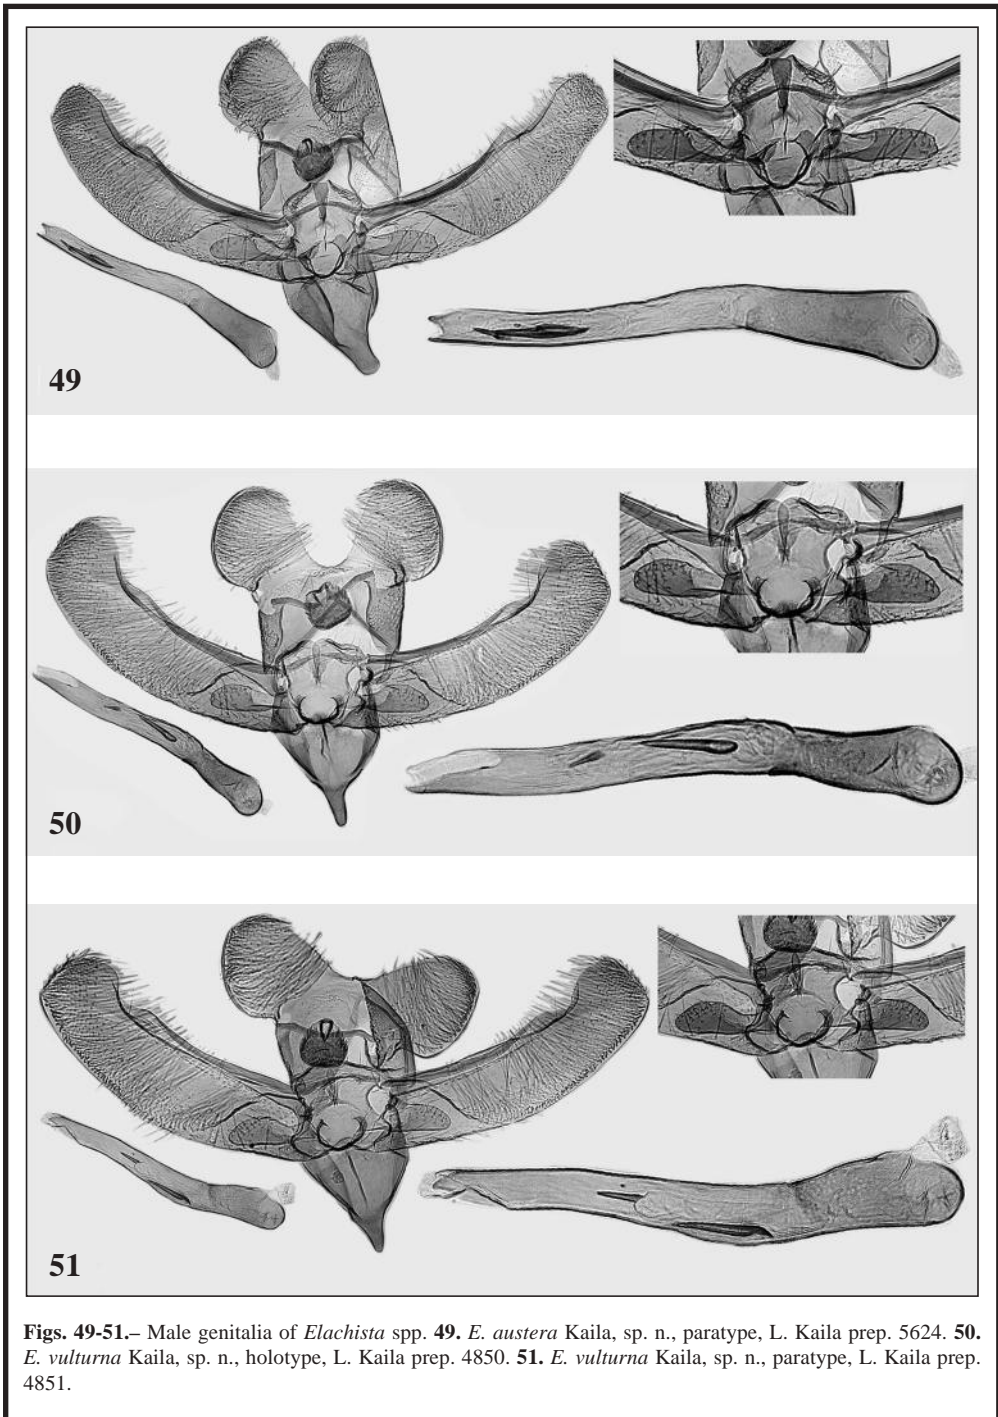 49
50
51
Figs. 49-51.– Male genitalia of Elachista spp. 49. E. austera Kaila, sp. n., paratype, L. Kaila prep. 5624. 50.
E. vulturna Kaila, sp. n., holotype, L. Kaila prep. 4850. 51. E. vulturna Kaila, sp. n., paratype, L. Kaila prep.
4851.